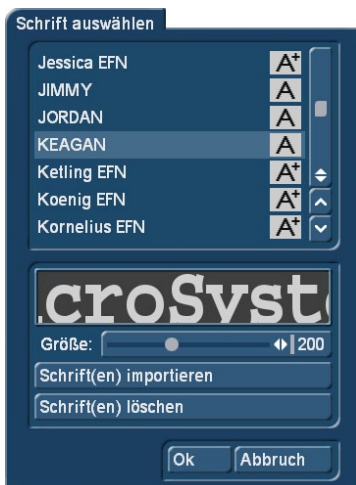 Schrift auswählen
Jessica EFN A+
JIMMY A
JORDAN A
KEAGAN A
Ketling EFN A+
Koenig EFN A+
Kornelius EFN A+
croSyst
Größe: 200
Schrift(en) importieren
Schrift(en) löschen
Ok Abbruch